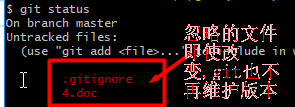 $ git status
On branch master
Untracked files:
(use "git add <file>..." to include in w
.gitignore
4.doc
忽略的文件
即使改
变,git也不
再维护版本